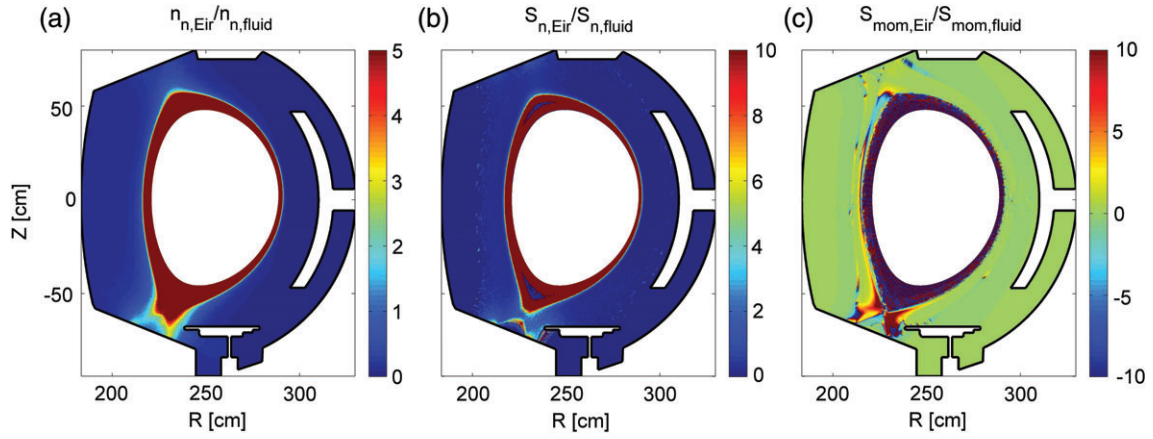 (a) n_n,Eir/n_n,fluid
(b) S_n,Eir/S_n,fluid
(c) S_mom,Eir/S_mom,fluid
Z [cm]
50
0
-50
200 250 300
R [cm]
5
4
3
2
1
0
200 250 300
R [cm]
10
8
6
4
2
0
200 250 300
R [cm]
10
5
0
-5
-10